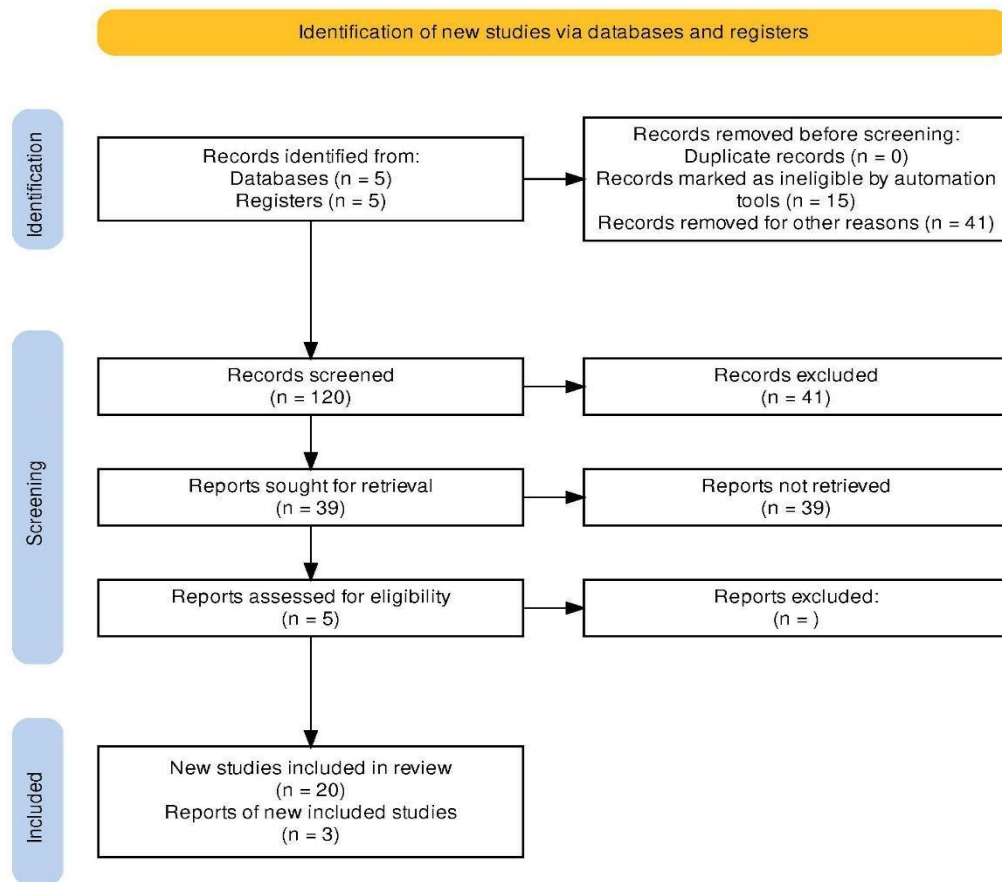 Identification of new studies via databases and registers
Identification
Records identified from:
Databases (n = 5)
Registers (n = 5)
Records removed before screening:
Duplicate records (n = 0)
Records marked as ineligible by automation
tools (n = 15)
Records removed for other reasons (n = 41)
Screening
Records screened
(n = 120)
Records excluded
(n = 41)
Reports sought for retrieval
(n = 39)
Reports not retrieved
(n = 39)
Reports assessed for eligibility
(n = 5)
Reports excluded:
(n = )
Included
New studies included in review
(n = 20)
Reports of new included studies
(n = 3)